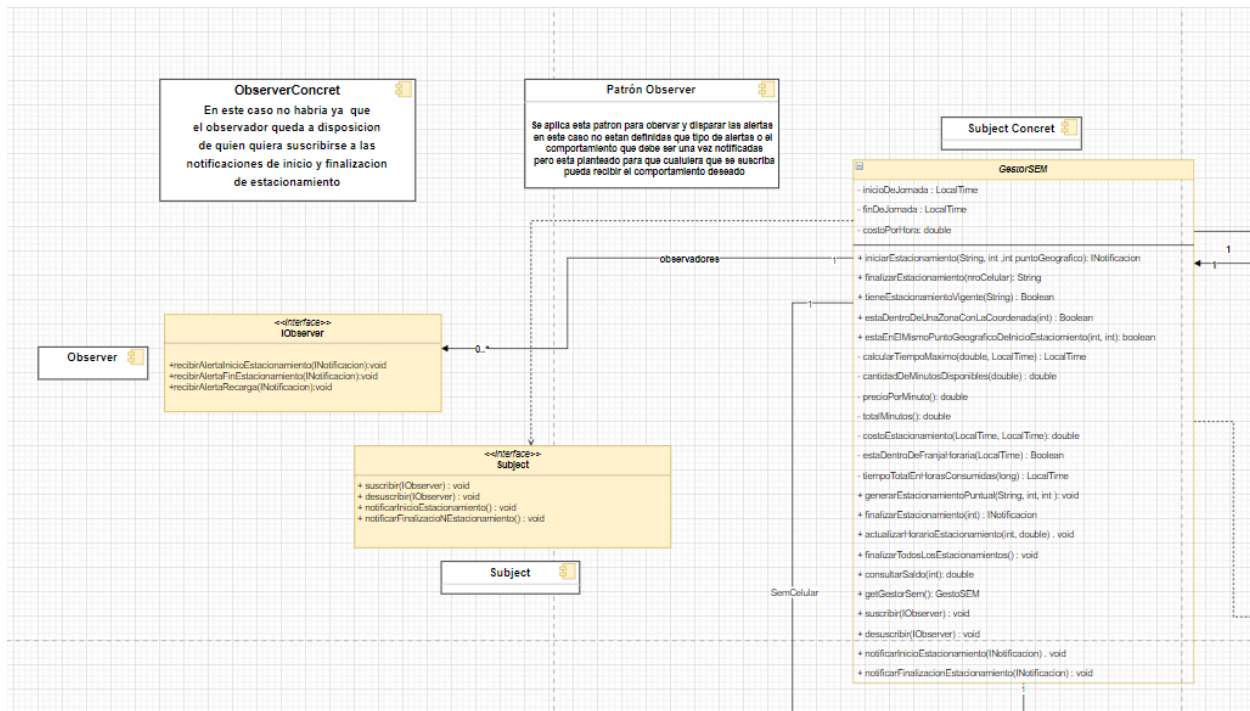 ObserverConcret
En este caso no habria ya que
el observador queda a disposicion
de quien quiera suscribirse a las
notificaciones de inicio y finalizacion
de estacionamiento
Patrón Observer
Se aplica esta patron para obervar y disparar las alertas
en este caso no estan definidas que tipo de alertas o el
comportamiento que debe ser una vez notificadas
pero esta planteado para que cualulera que se suscriba
pueda recibir el comportamiento deseado
Subject Concret
GestorSEM
- inicioDeJornada : LocalTime
- finDeJornada : LocalTime
- costoPorHora: double
+ iniciarEstacionamiento(String, int ,int puntoGeografico): INotificacion
+ finalizarEstacionamiento(nroCelular): String
+ tieneEstacionamientoVigente(String) : Boolean
+ estaDentroDeUnaZonaConLaCoordenada(int) : Boolean
+ estaEnElMismoPuntoGeograficoDeInicioEstaciomiento(int, int): boolean
- calcularTiempoMaximo(double, LocalTime) : LocalTime
- cantidadDeMinutosDisponibles(double) : double
- precioPorMinuto(): double
- totalMinutos(): double
- costoEstacionamiento(LocalTime, LocalTime): double
- estaDentroDeFranjaHoraria(LocalTime) : Boolean
- tiempoTotalEnHorasConsumidas(long) : LocalTime
+ generarEstacionamientoPuntual(String, int, int ): void
+ finalizarEstacionamiento(int) : INotificacion
+ actualizarHorarioEstacionamiento(int, double) . void
+ finalizarTodosLosEstacionamientos() : void
+ consultarSaldo(int): double
+ getGestorSem(): GestoSEM
+ suscribir(IObserver) : void
+ desuscribir(IObserver) : void
+ notificarInicioEstacionamiento(INotificacion) . void
+ notificarFinalizacionEstacionamiento(INotificacion) : void
observadores
1
1
1
0..*
1
SemCelular
1
<<Interface>>
IObserver
+recibirAlertaInicioEstacionamiento(INotificacion):void
+recibirAlertaFinEstacionamiento(INotificacion):void
+recibirAlertaRecarga(INotificacion):void
Observer
<<Interface>>
Subject
+ suscribir(IObserver) : void
+ desuscribir(IObserver) : void
+ notificarInicioEstacionamiento() : void
+ notificarFinalizacioNEstacionamiento() : void
Subject
1